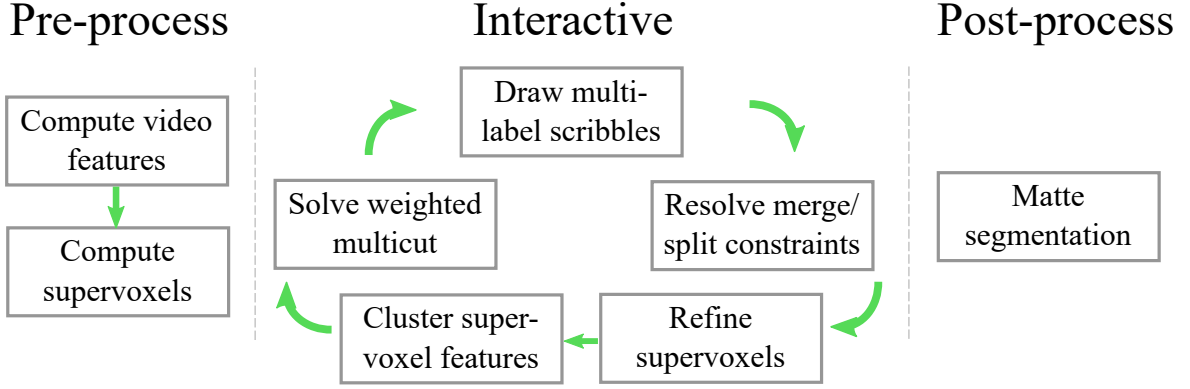 Pre-process
Interactive
Post-process
Compute video
features
Compute
supervoxels
Draw multi-
label scribbles
Resolve merge/
split constraints
Refine
supervoxels
Cluster super-
voxel features
Solve weighted
multicut
Matte
segmentation